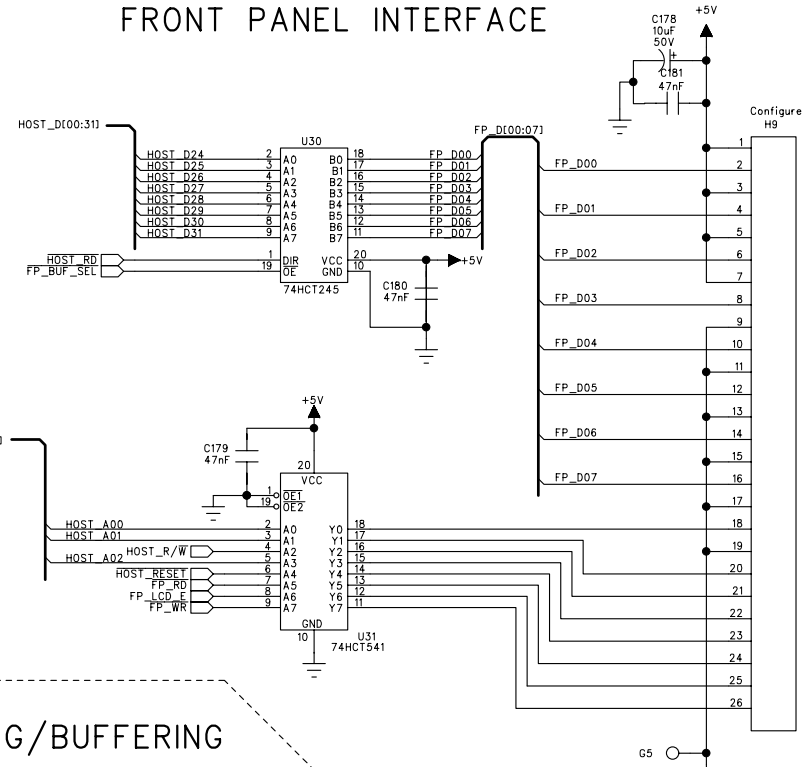 FRONT PANEL INTERFACE
+5V
C178
10uF
50V
+
C181
47nF
Configure
H9
HOST_D[00:31]
U30
FP_D[00:07]
HOST_D24 2 A0 B0 18 FP_D00
HOST_D25 3 A1 B1 17 FP_D01
HOST_D26 4 A2 B2 16 FP_D02
HOST_D27 5 A3 B3 15 FP_D03
HOST_D28 6 A4 B4 14 FP_D04
HOST_D29 7 A5 B5 13 FP_D05
HOST_D30 8 A6 B6 12 FP_D06
HOST_D31 9 A7 B7 11 FP_D07
HOST_RD 1 DIR VCC 20 +5V
FP_BUF_SEL 19 OE GND 10
74HCT245
C180
47nF
1
FP_D00 2
3
FP_D01 4
5
FP_D02 6
7
FP_D03 8
9
FP_D04 10
11
FP_D05 12
13
FP_D06 14
15
FP_D07 16
17
18
19
20
21
22
23
24
25
26
+5V
C179
47nF
20
VCC
1 OE1
19 OE2
HOST_A00 2 A0 Y0 18
HOST_A01 3 A1 Y1 17
HOST_R/W 4 A2 Y2 16
HOST_A02 5 A3 Y3 15
HOST_RESET 6 A4 Y4 14
FP_RD 7 A5 Y5 13
FP_LCD_E 8 A6 Y6 12
FP_WR 9 A7 Y7 11
GND
10
U31
74HCT541
G/BUFFERING
G5